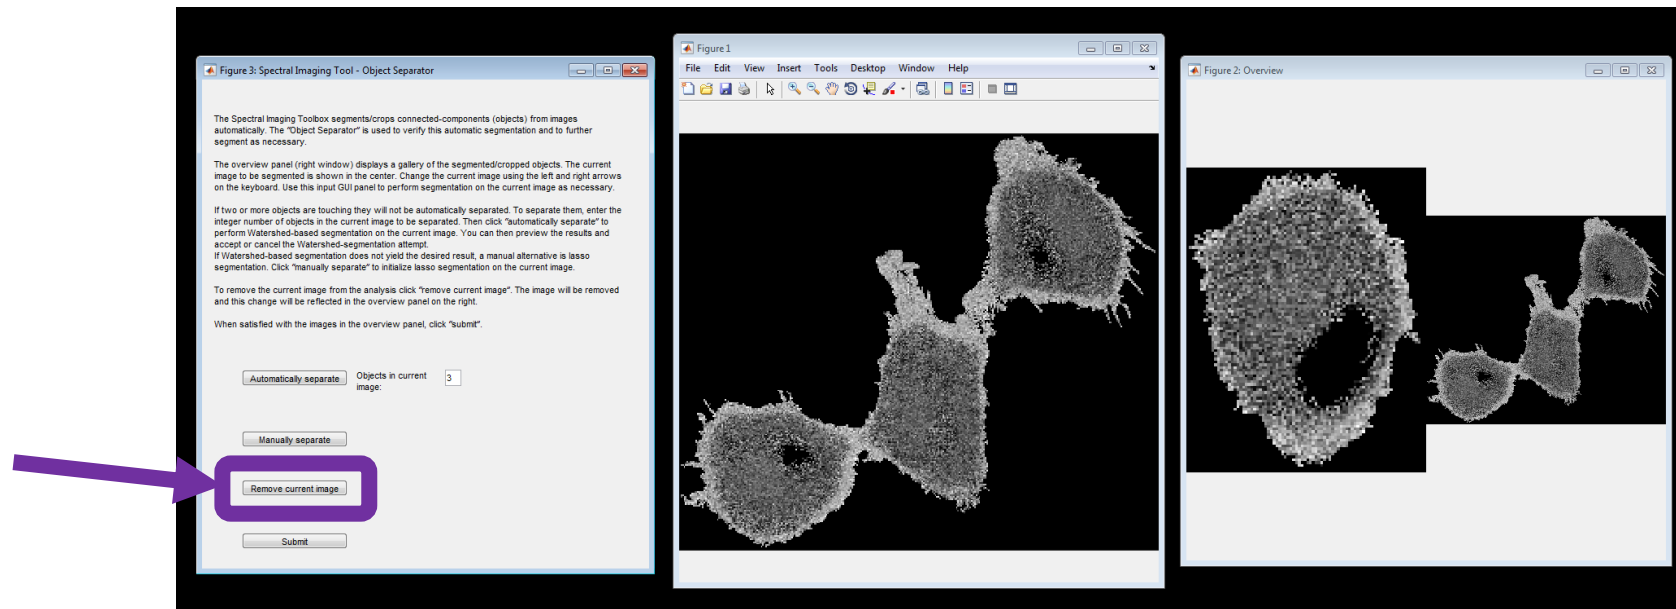 Figure 3: Spectral Imaging Tool - Object Separator
The Spectral Imaging Toolbox segments/crops connected-components (objects) from images
automatically. The "Object Separator" is used to verify this automatic segmentation and to further
segment as necessary.
The overview panel (right window) displays a gallery of the segmented/cropped objects. The current
image to be segmented is shown in the center. Change the current image using the left and right arrows
on the keyboard. Use this input GUI panel to perform segmentation on the current image as necessary.
If two or more objects are touching they will not be automatically separated. To separate them, enter the
integer number of objects in the current image to be separated. Then click "automatically separate" to
perform Watershed-based segmentation on the current image. You can then preview the results and
accept or cancel the Watershed-segmentation attempt.
If Watershed-based segmentation does not yield the desired result, a manual alternative is lasso
segmentation. Click "manually separate" to initialize lasso segmentation on the current image.
To remove the current image from the analysis click "remove current image". The image will be removed
and this change will be reflected in the overview panel on the right.
When satisfied with the images in the overview panel, click "submit".
Automatically separate
Objects in current
image:
3
Manually separate
Remove current image
Submit
Figure 1
File Edit View Insert Tools Desktop Window Help
Figure 2: Overview